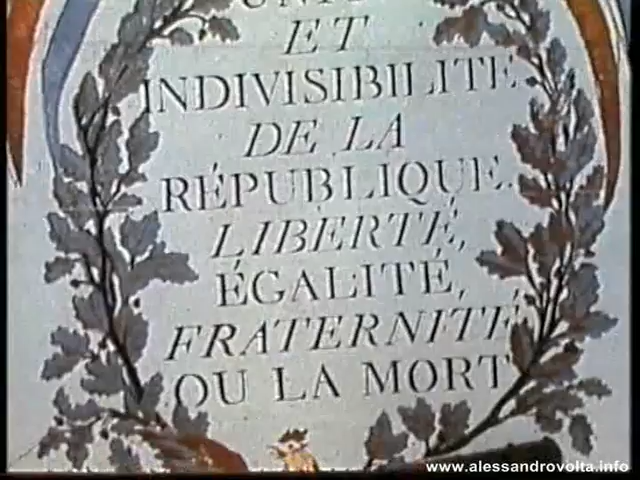 ET
INDIVISIBILITE
DE LA
RÉPUBLIQUE.
LIBERTÉ,
ÉGALITÉ,
FRATERNITÉ
OU LA MORT
www.alessandrovolta.info